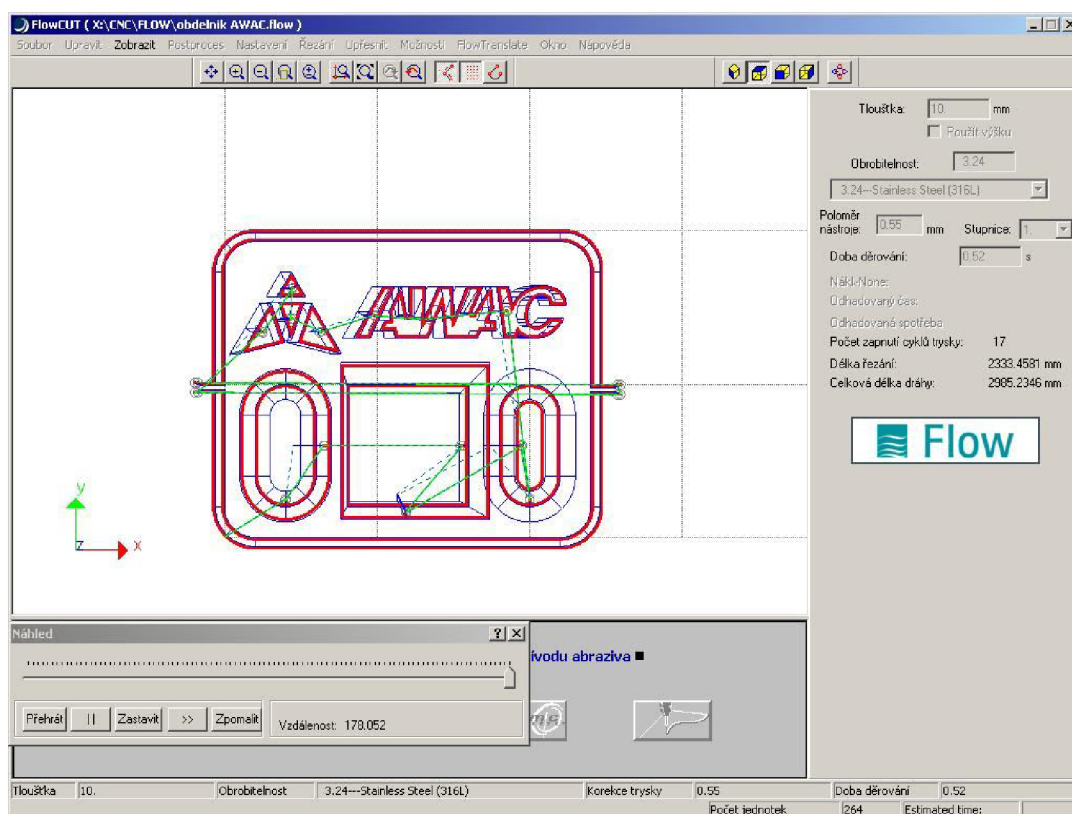 FlowCUT ( X:\CNC\FLOW\obdelnik AWAC.flow )
Soubor Upravit Zobrazit Postproces Nastavení Řezání Upřesnit Možnosti FlowTranslate Okno Nápověda
Tloušťka: 10. mm
Použít výšku
Obrobitelnost: 3.24
3.24---Stainless Steel (316L)
Poloměr nástroje: 0.55 mm Stupnice: 1.
Doba děrování: 0.52 s
Nákl-None:
Odhadovaný čas:
Odhadovaná spotřeba
Počet zapnutí cyklů trysky: 17
Délka řezání: 2333.4581 mm
Celková délka dráhy: 2985.2346 mm
Flow
AWAC
y
z x
Náhled
ívodu abraziva
Přehrát || Zastavit >> Zpomalit Vzdálenost: 178.052
Tloušťka 10. Obrobitelnost 3.24---Stainless Steel (316L) Korekce trysky 0.55 Doba děrování 0.52
Počet jednotek 264 Estimated time: